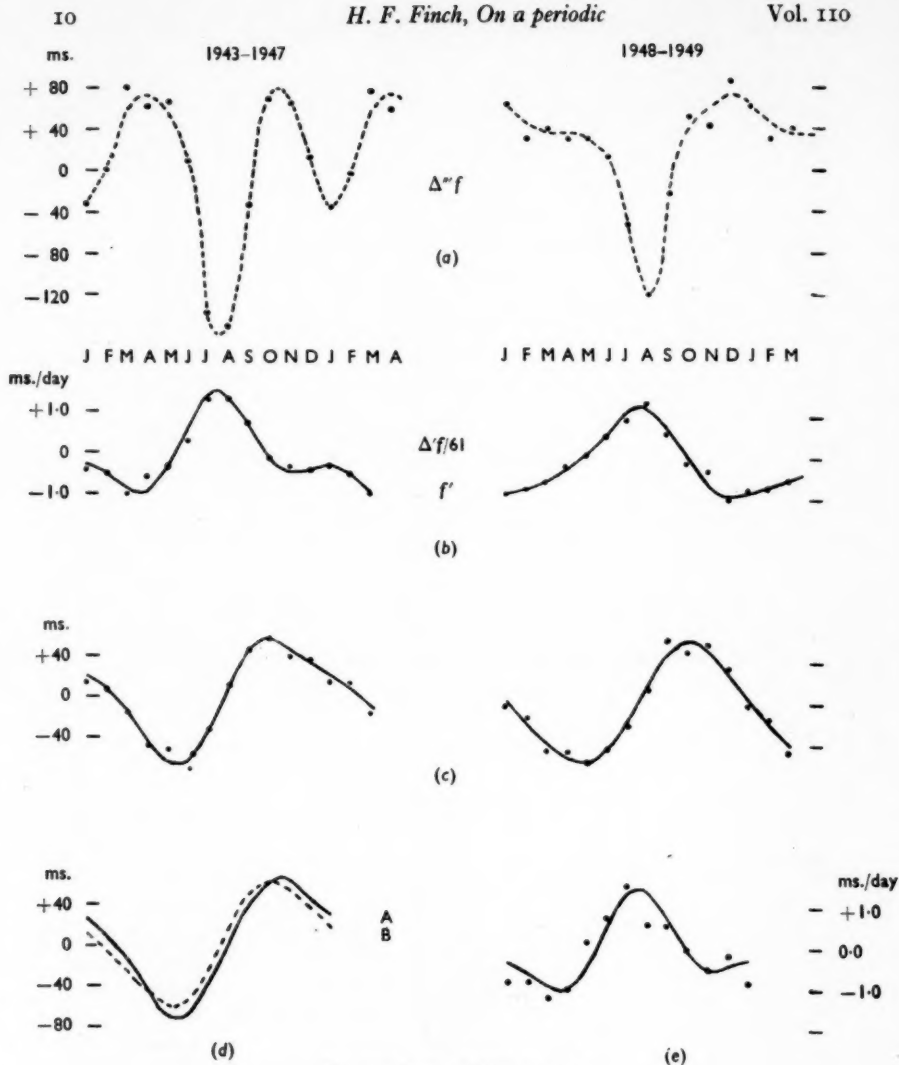 10 H. F. Finch, On a periodic Vol. 110
ms. 1943–1947 1948–1949
+ 80
+ 40
0
− 40
− 80
−120
Δ‴f
(a)
J F M A M J J A S O N D J F M A
J F M A M J J A S O N D J F M
ms./day
+1·0
0
−1·0
Δ′f/61
f′
(b)
ms.
+40
0
−40
(c)
ms.
+40
0
−40
−80
A
B
ms./day
+1·0
0·0
−1·0
(d) (e)